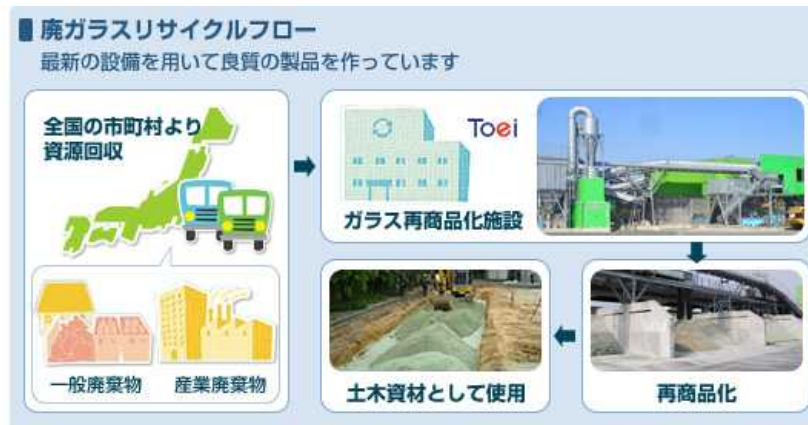 廃ガラスリサイクルフロー
最新の設備を用いて良質の製品を作っています
全国の市町村より
資源回収
一般廃棄物
産業廃棄物
Toei
ガラス再商品化施設
再商品化
土木資材として使用